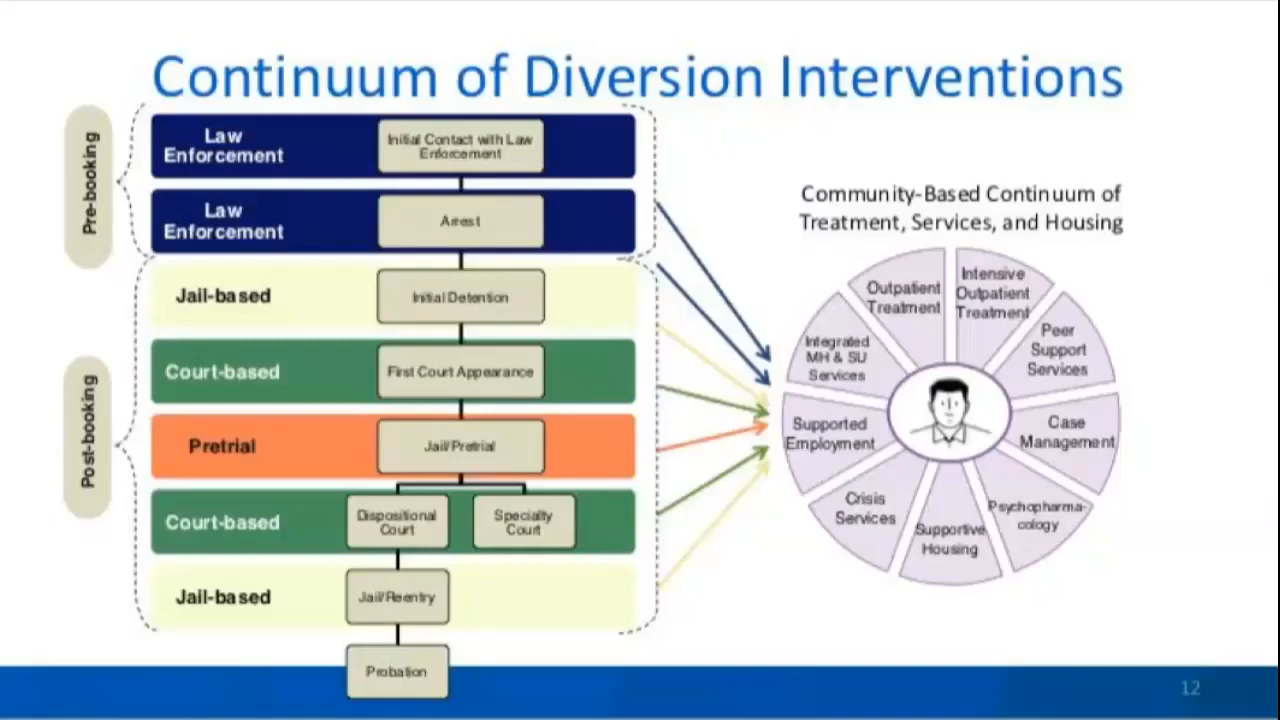 Continuum of Diversion Interventions
Pre-booking
Law
Enforcement
Initial Contact with Law
Enforcement
Law
Enforcement
Arrest
Post-booking
Jail-based
Initial Detention
Court-based
First Court Appearance
Pretrial
Jail/Pretrial
Court-based
Dispositional
Court
Specialty
Court
Jail-based
Jail/Reentry
Probation
Community-Based Continuum of
Treatment, Services, and Housing
Outpatient
Treatment
Intensive
Outpatient
Treatment
Peer
Support
Services
Case
Management
Psychopharma-
cology
Supportive
Housing
Crisis
Services
Supported
Employment
Integrated
MH & SU
Services
12